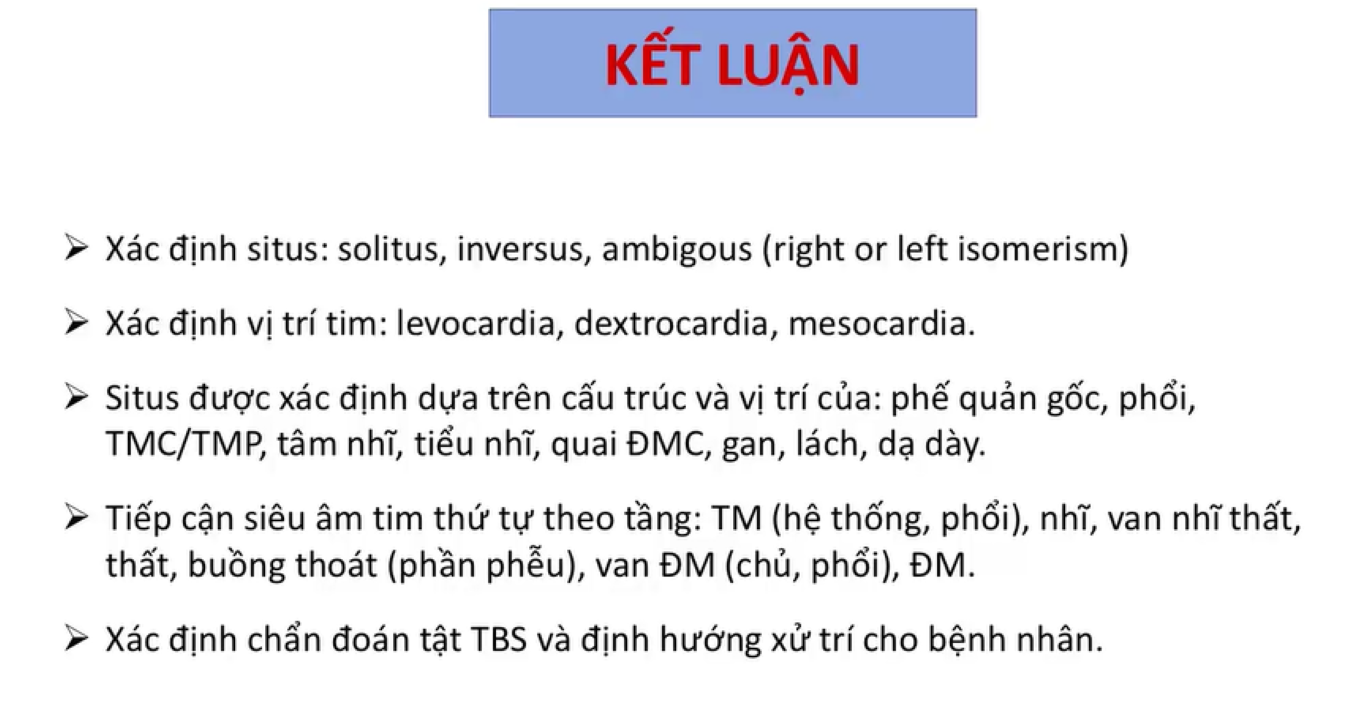 KẾT LUẬN
➢ Xác định situs: solitus, inversus, ambigous (right or left isomerism)
➢ Xác định vị trí tim: levocardia, dextrocardia, mesocardia.
➢ Situs được xác định dựa trên cấu trúc và vị trí của: phế quản gốc, phổi,
TMC/TMP, tâm nhĩ, tiểu nhĩ, quai ĐMC, gan, lách, dạ dày.
➢ Tiếp cận siêu âm tim thứ tự theo tầng: TM (hệ thống, phổi), nhĩ, van nhĩ thất,
thất, buồng thoát (phần phễu), van ĐM (chủ, phổi), ĐM.
➢ Xác định chẩn đoán tật TBS và định hướng xử trí cho bệnh nhân.